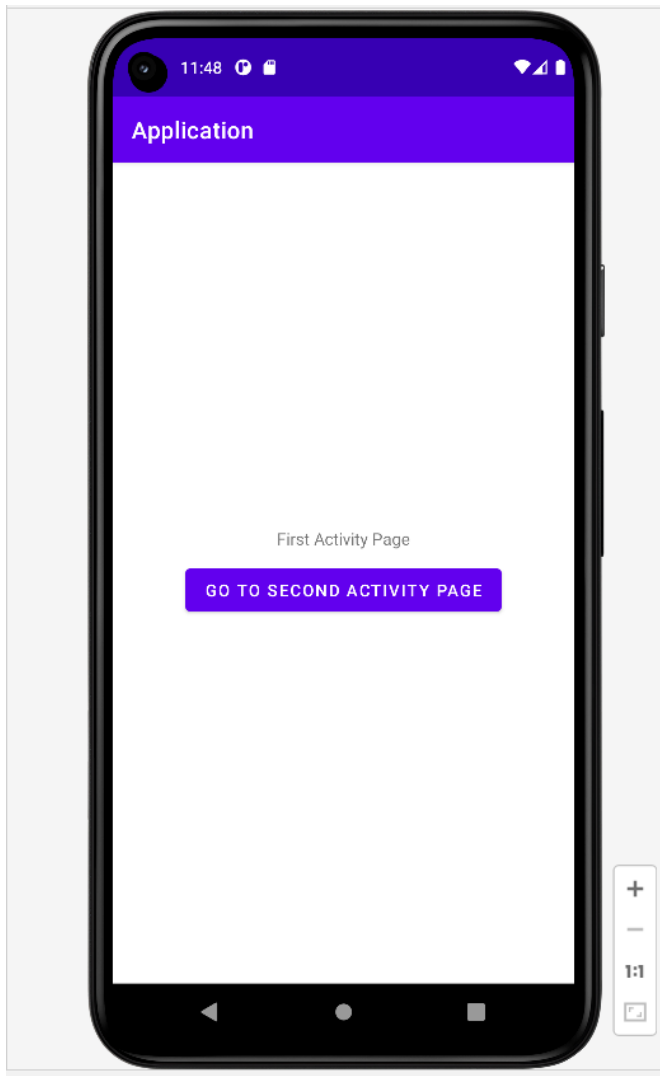 11:48
Application
First Activity Page
GO TO SECOND ACTIVITY PAGE
1:1